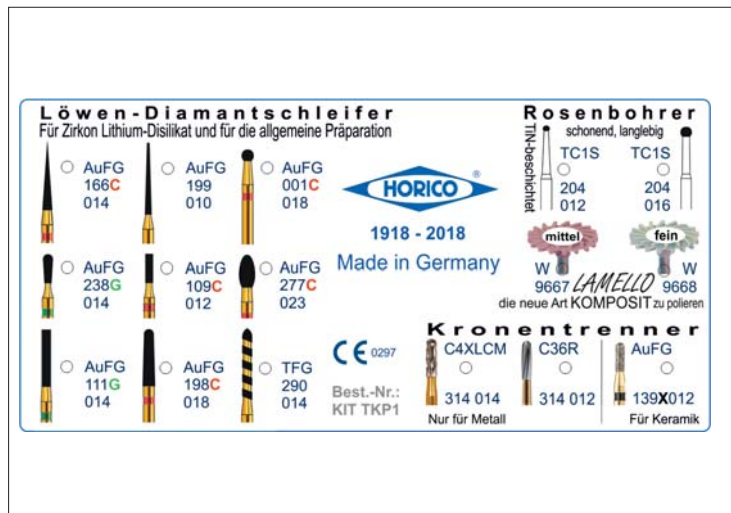 Löwen-Diamantschleifer
Für Zirkon Lithium-Disilikat und für die allgemeine Präparation
AuFG
166C
014
AuFG
199
010
AuFG
001C
018
AuFG
238G
014
AuFG
109C
012
AuFG
277C
023
AuFG
111G
014
AuFG
198C
018
TFG
290
014
HORICO ®
1918 - 2018
Made in Germany
CE 0297
Best.-Nr.:
KIT TKP1
Rosenbohrer
schonend, langlebig
TiN-beschichtet
TC1S
204
012
TC1S
204
016
mittel
fein
W
9667
W
9668
LAMELLO
die neue Art KOMPOSIT zu polieren
Kronentrenner
C4XLCM
314 014
C36R
314 012
Nur für Metall
AuFG
139X012
Für Keramik